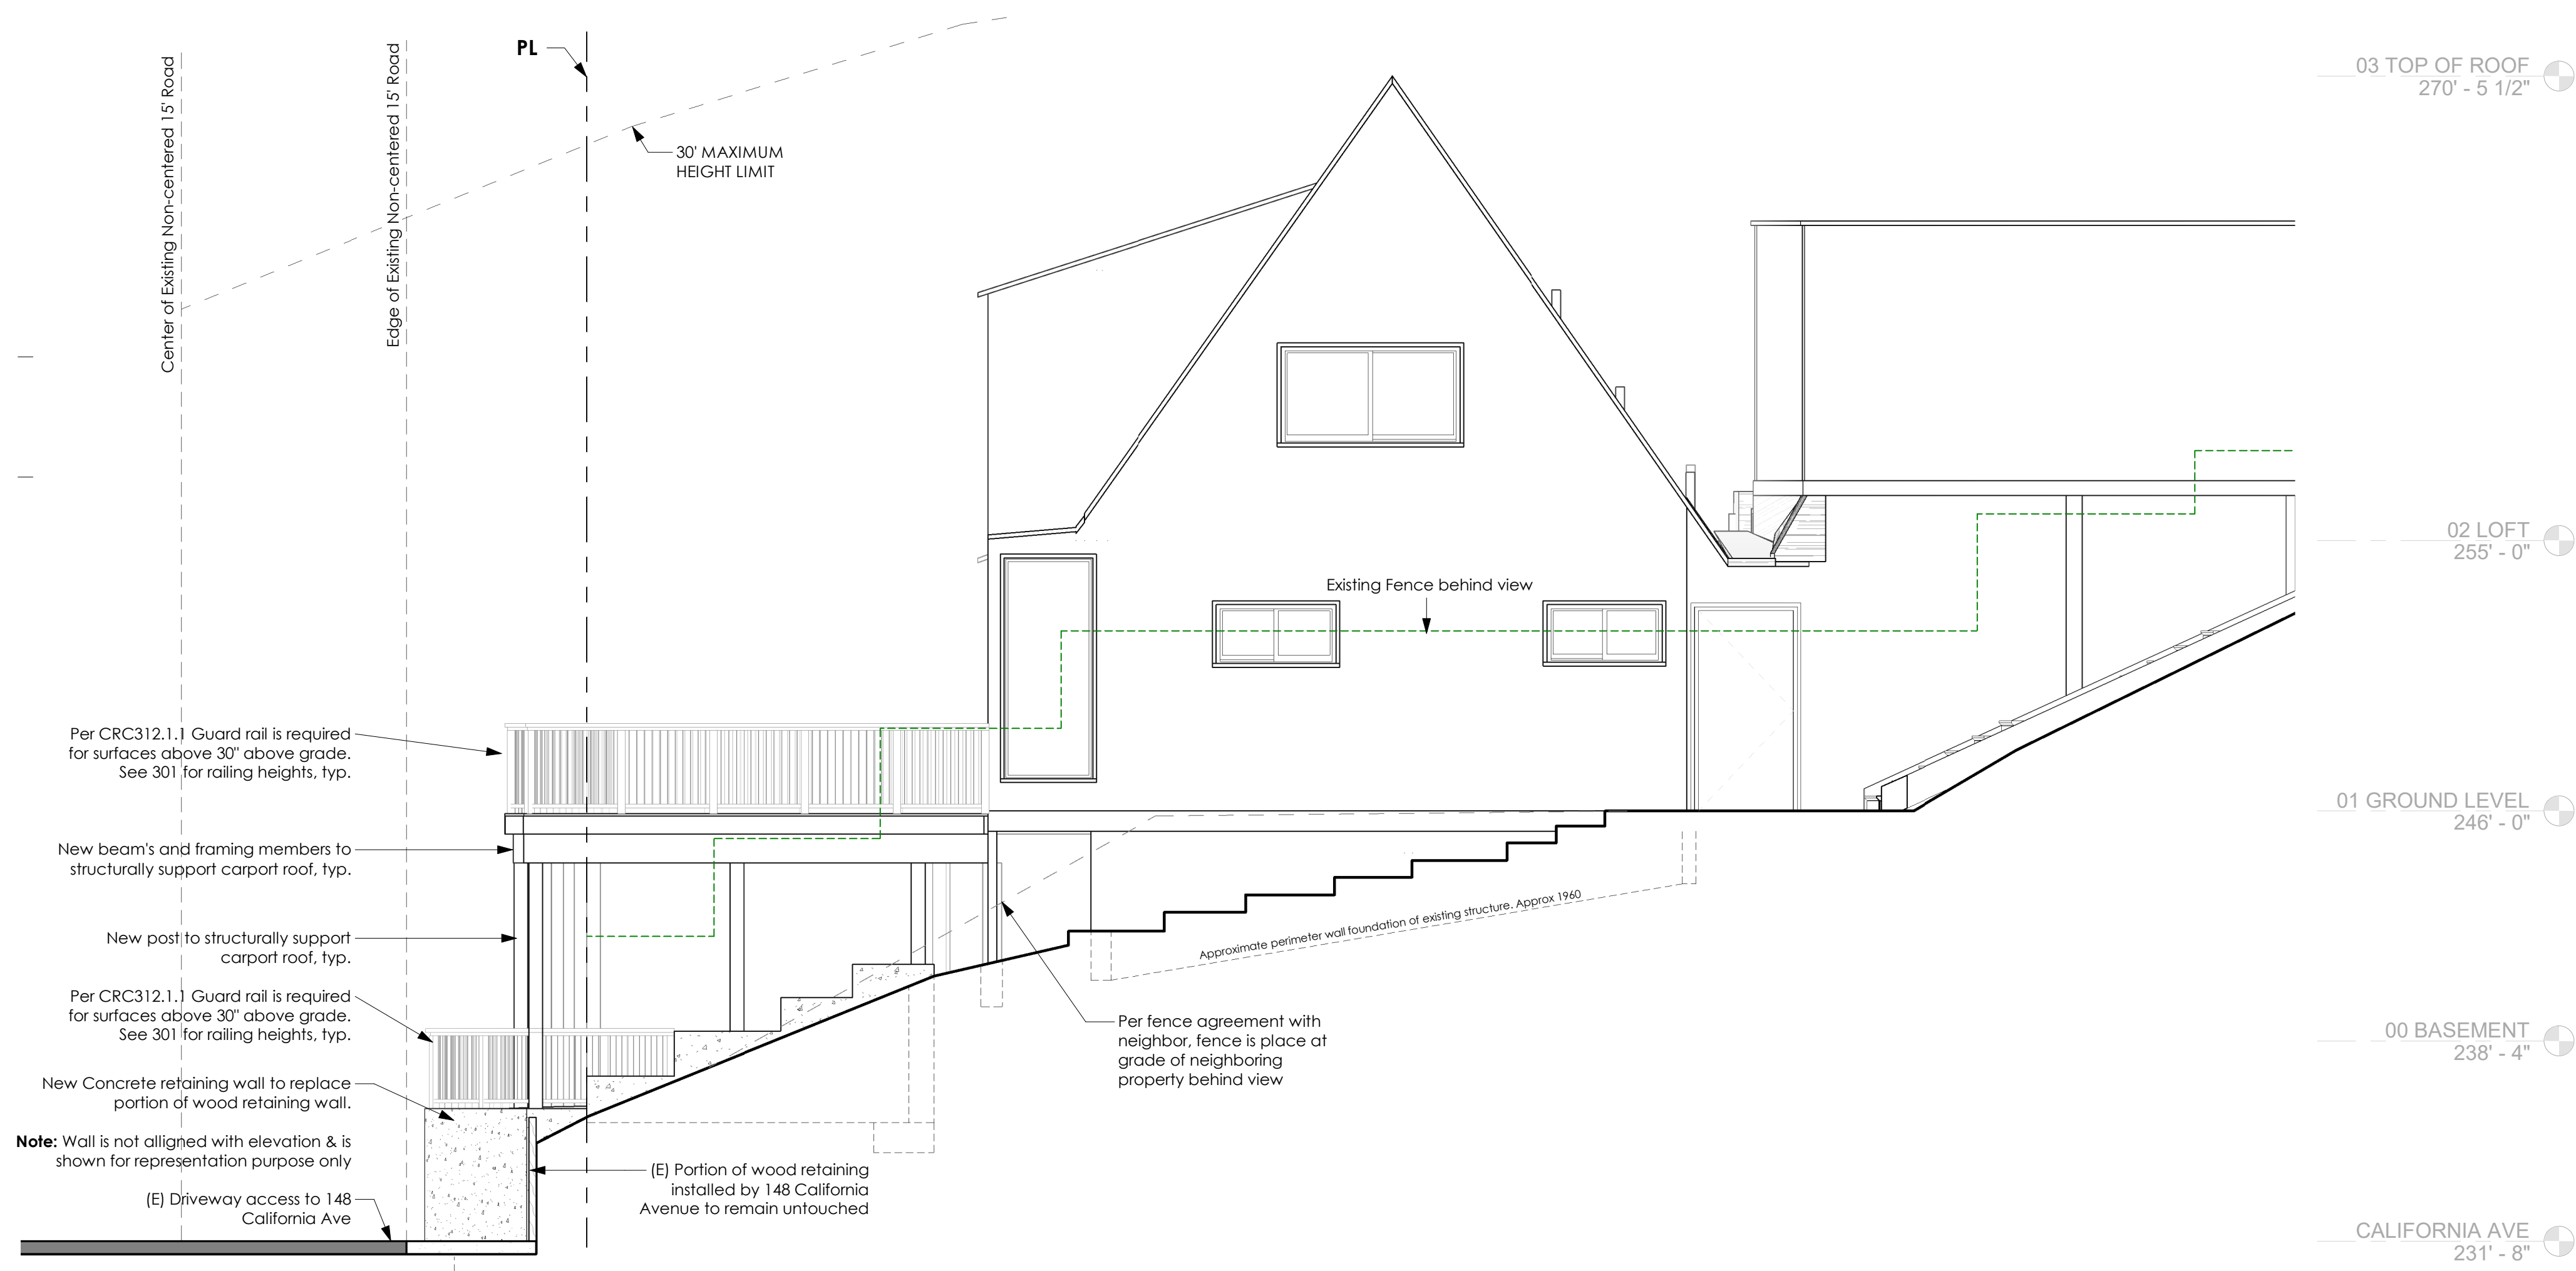 PL
Center of Existing Non-centered 15' Road
Edge of Existing Non-centered 15' Road
30' MAXIMUM
HEIGHT LIMIT
03 TOP OF ROOF
270' - 5 1/2"
02 LOFT
255' - 0"
Existing Fence behind view
Per CRC312.1.1 Guard rail is required
for surfaces above 30" above grade.
See 301 for railing heights, typ.
01 GROUND LEVEL
246' - 0"
New beam's and framing members to
structurally support carport roof, typ.
Approximate perimeter wall foundation of existing structure. Approx 1960
New post to structurally support
carport roof, typ.
Per CRC312.1.1 Guard rail is required
for surfaces above 30" above grade.
See 301 for railing heights, typ.
Per fence agreement with
neighbor, fence is place at
grade of neighboring
property behind view
00 BASEMENT
238' - 4"
New Concrete retaining wall to replace
portion of wood retaining wall.
Note: Wall is not alligned with elevation & is
shown for representation purpose only
(E) Portion of wood retaining
installed by 148 California
Avenue to remain untouched
(E) Driveway access to 148
California Ave
CALIFORNIA AVE
231' - 8"